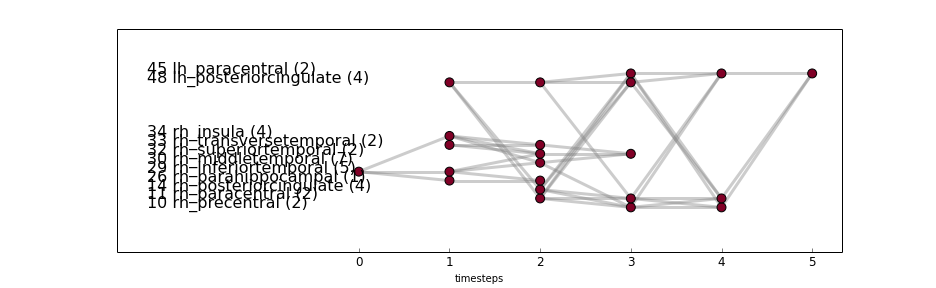 45 lh_paracentral (2)
48 lh_posteriorcingulate (4)
34 rh_insula (4)
33 rh_transversetemporal (2)
32 rh_superiortemporal (2)
30 rh_middletemporal (7)
29 rh_inferiortemporal (5)
26 rh_parahippocampal (1)
14 rh_posteriorcingulate (4)
11 rh_paracentral (2)
10 rh_precentral (2)
0 1 2 3 4 5
timesteps